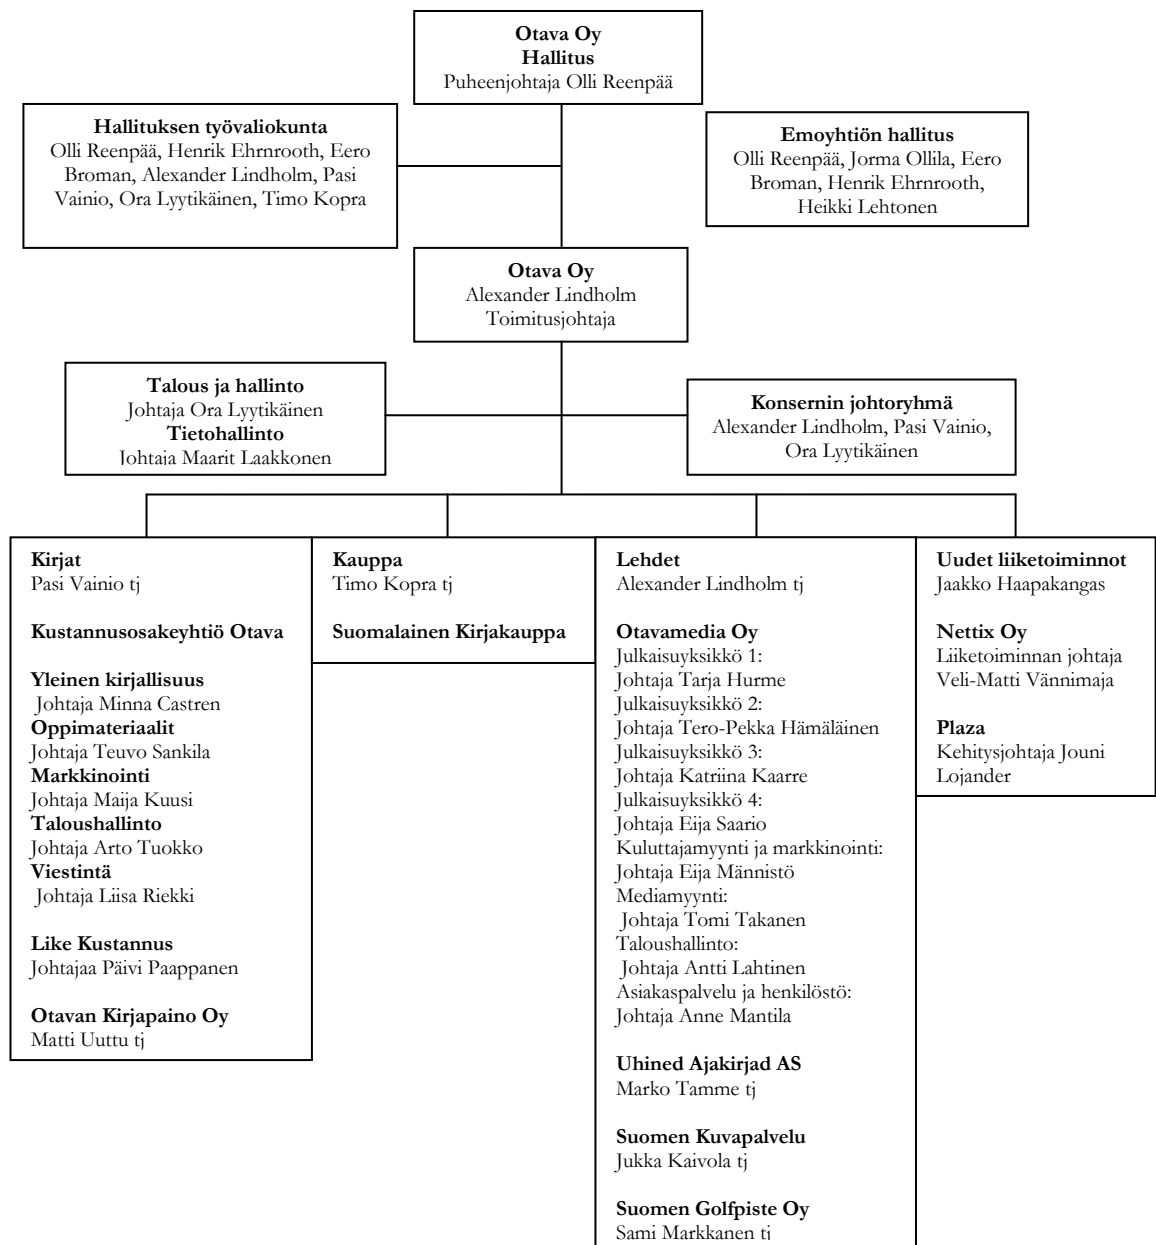 Otava Oy
Hallitus
Puheenjohtaja Olli Reenpää
Hallituksen työvaliokunta
Olli Reenpää, Henrik Ehrnrooth, Eero
Broman, Alexander Lindholm, Pasi
Vainio, Ora Lyytikäinen, Timo Kopra
Emoyhtiön hallitus
Olli Reenpää, Jorma Ollila, Eero
Broman, Henrik Ehrnrooth,
Heikki Lehtonen
Otava Oy
Alexander Lindholm
Toimitusjohtaja
Talous ja hallinto
Johtaja Ora Lyytikäinen
Tietohallinto
Johtaja Maarit Laakkonen
Konsernin johtoryhmä
Alexander Lindholm, Pasi Vainio,
Ora Lyytikäinen
Kirjat
Pasi Vainio tj
Kustannusosakeyhtiö Otava
Yleinen kirjallisuus
Johtaja Minna Castren
Oppimateriaalit
Johtaja Teuvo Sankila
Markkinointi
Johtaja Maija Kuusi
Taloushallinto
Johtaja Arto Tuokko
Viestintä
Johtaja Liisa Riekki
Like Kustannus
Johtajaa Päivi Paappanen
Otavan Kirjapaino Oy
Matti Uuttu tj
Kauppa
Timo Kopra tj
Suomalainen Kirjakauppa
Lehdet
Alexander Lindholm tj
Otavamedia Oy
Julkaisuyksikkö 1:
Johtaja Tarja Hurme
Julkaisuyksikkö 2:
Johtaja Tero-Pekka Hämäläinen
Julkaisuyksikkö 3:
Johtaja Katriina Kaarre
Julkaisuyksikkö 4:
Johtaja Eija Saario
Kuluttajamyynti ja markkinointi:
Johtaja Eija Männistö
Mediamyynti:
Johtaja Tomi Takanen
Taloushallinto:
Johtaja Antti Lahtinen
Asiakaspalvelu ja henkilöstö:
Johtaja Anne Mantila
Uhined Ajakirjad AS
Marko Tamme tj
Suomen Kuvapalvelu
Jukka Kaivola tj
Suomen Golfpiste Oy
Sami Markkanen tj
Uudet liiketoiminnot
Jaakko Haapakangas
Nettix Oy
Liiketoiminnan johtaja
Veli-Matti Vännimaja
Plaza
Kehitysjohtaja Jouni
Lojander